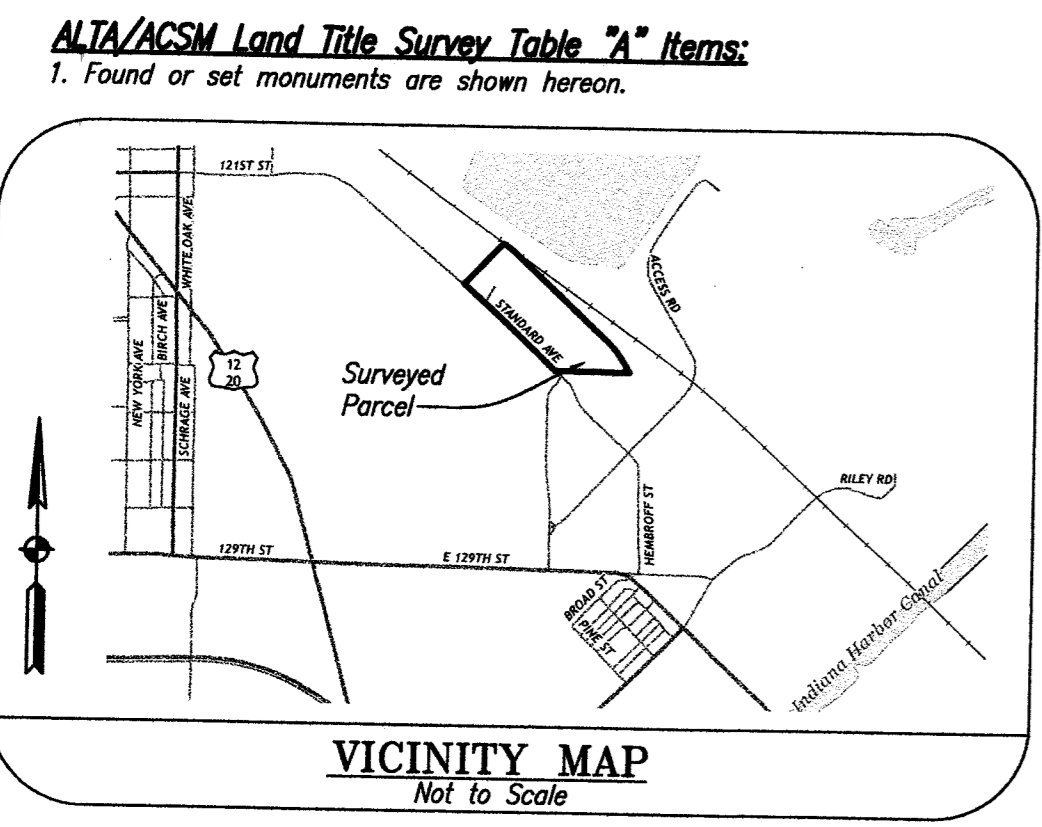 ALTA/ACSM Land Title Survey Table "A" Items:
1. Found or set monuments are shown hereon.
121ST ST
WHITE OAK AVE
ACCESS RD
STANDARD AVE
BIRCH AVE
NEW YORK AVE
12
20
SCHRAGE AVE
Surveyed
Parcel
RILEY RD
HEMBROFF ST
129TH ST
E 129TH ST
BROAD ST
PINE ST
Indiana Harbor Canal
VICINITY MAP
Not to Scale